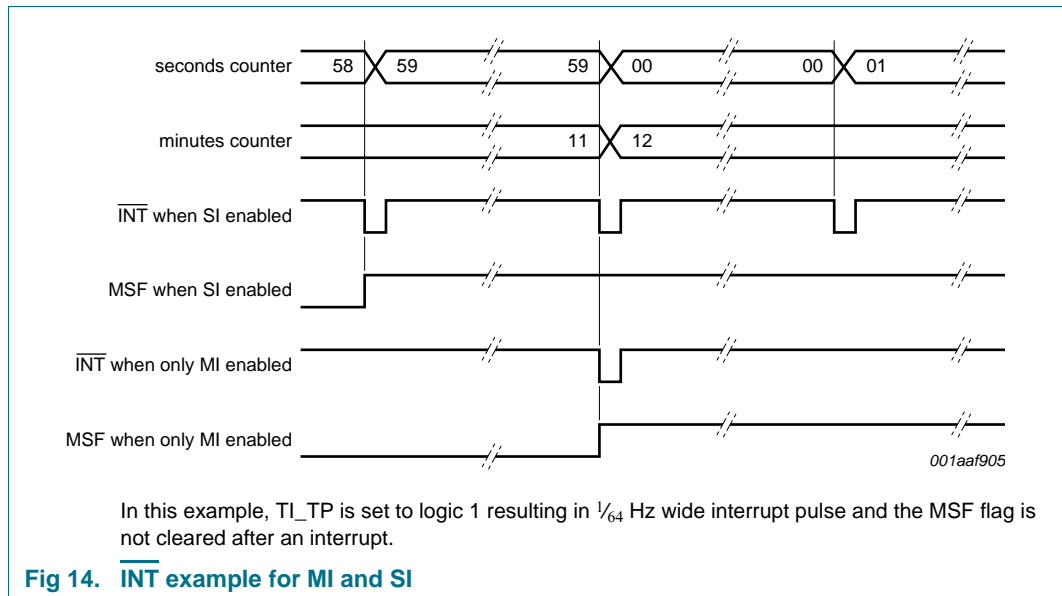 seconds counter 58 59 59 00 00 01
minutes counter 11 12
INT when SI enabled
MSF when SI enabled
INT when only MI enabled
MSF when only MI enabled
001aaf905
In this example, TI_TP is set to logic 1 resulting in 1⁄64 Hz wide interrupt pulse and the MSF flag is
not cleared after an interrupt.
Fig 14. INT example for MI and SI